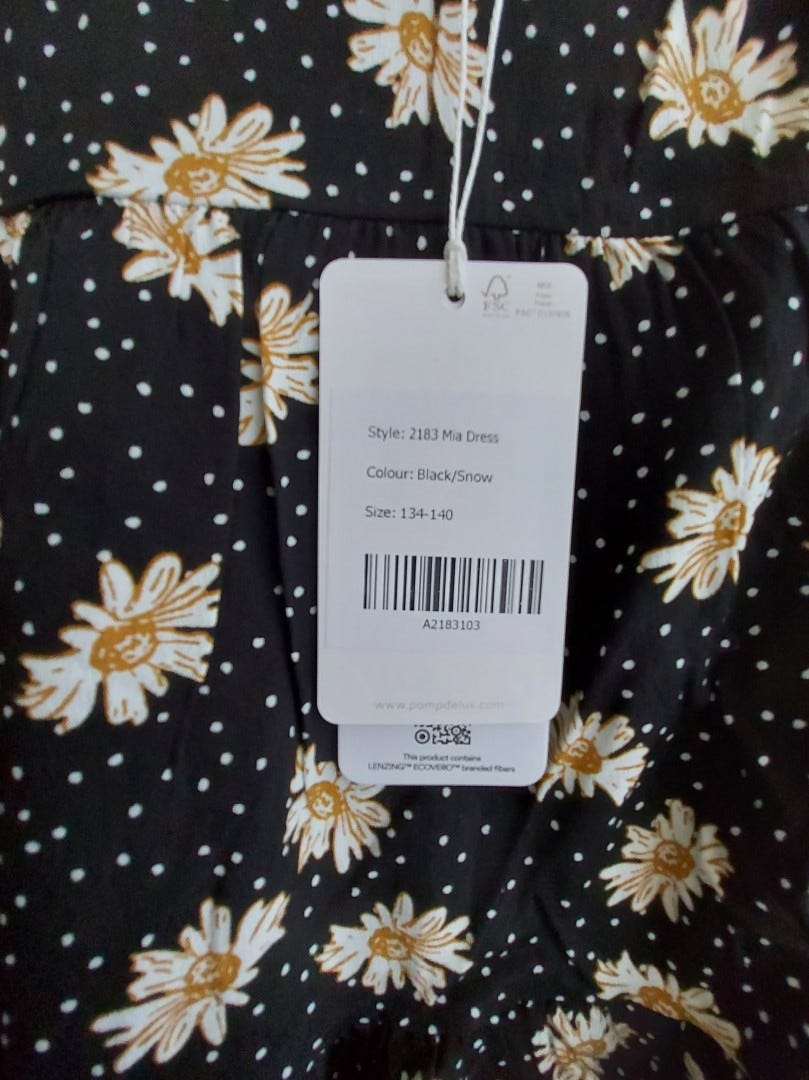 FSC
MIX
Style: 2183 Mia Dress
Colour: Black/Snow
Size: 134-140
A2183103
www.pompdelux.com
This product contains
LENZING™ ECOVERO™ branded fibers